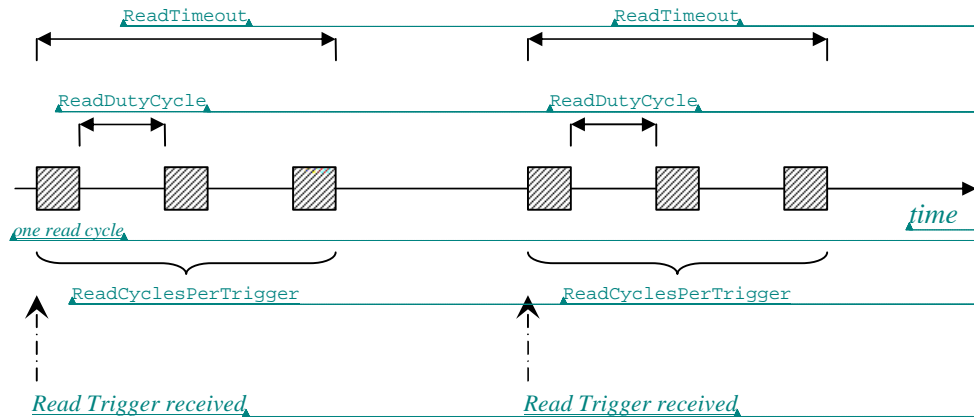 ReadTimeout ReadTimeout
ReadDutyCycle ReadDutyCycle
time
one read cycle
ReadCyclesPerTrigger ReadCyclesPerTrigger
Read Trigger received Read Trigger received